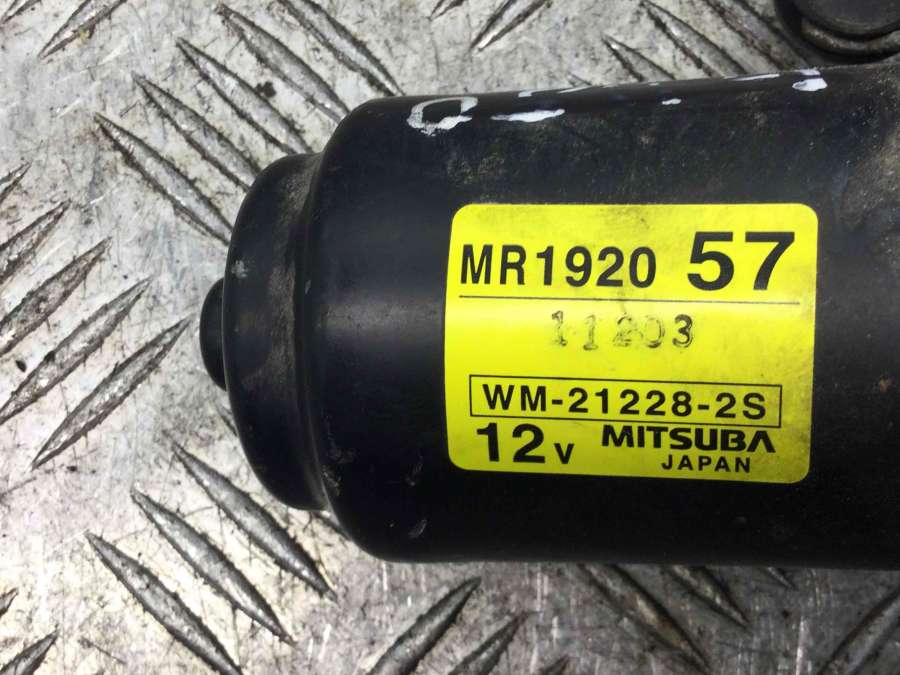 MR1920 57
11203
WM-21228-2S
12V MITSUBA
JAPAN